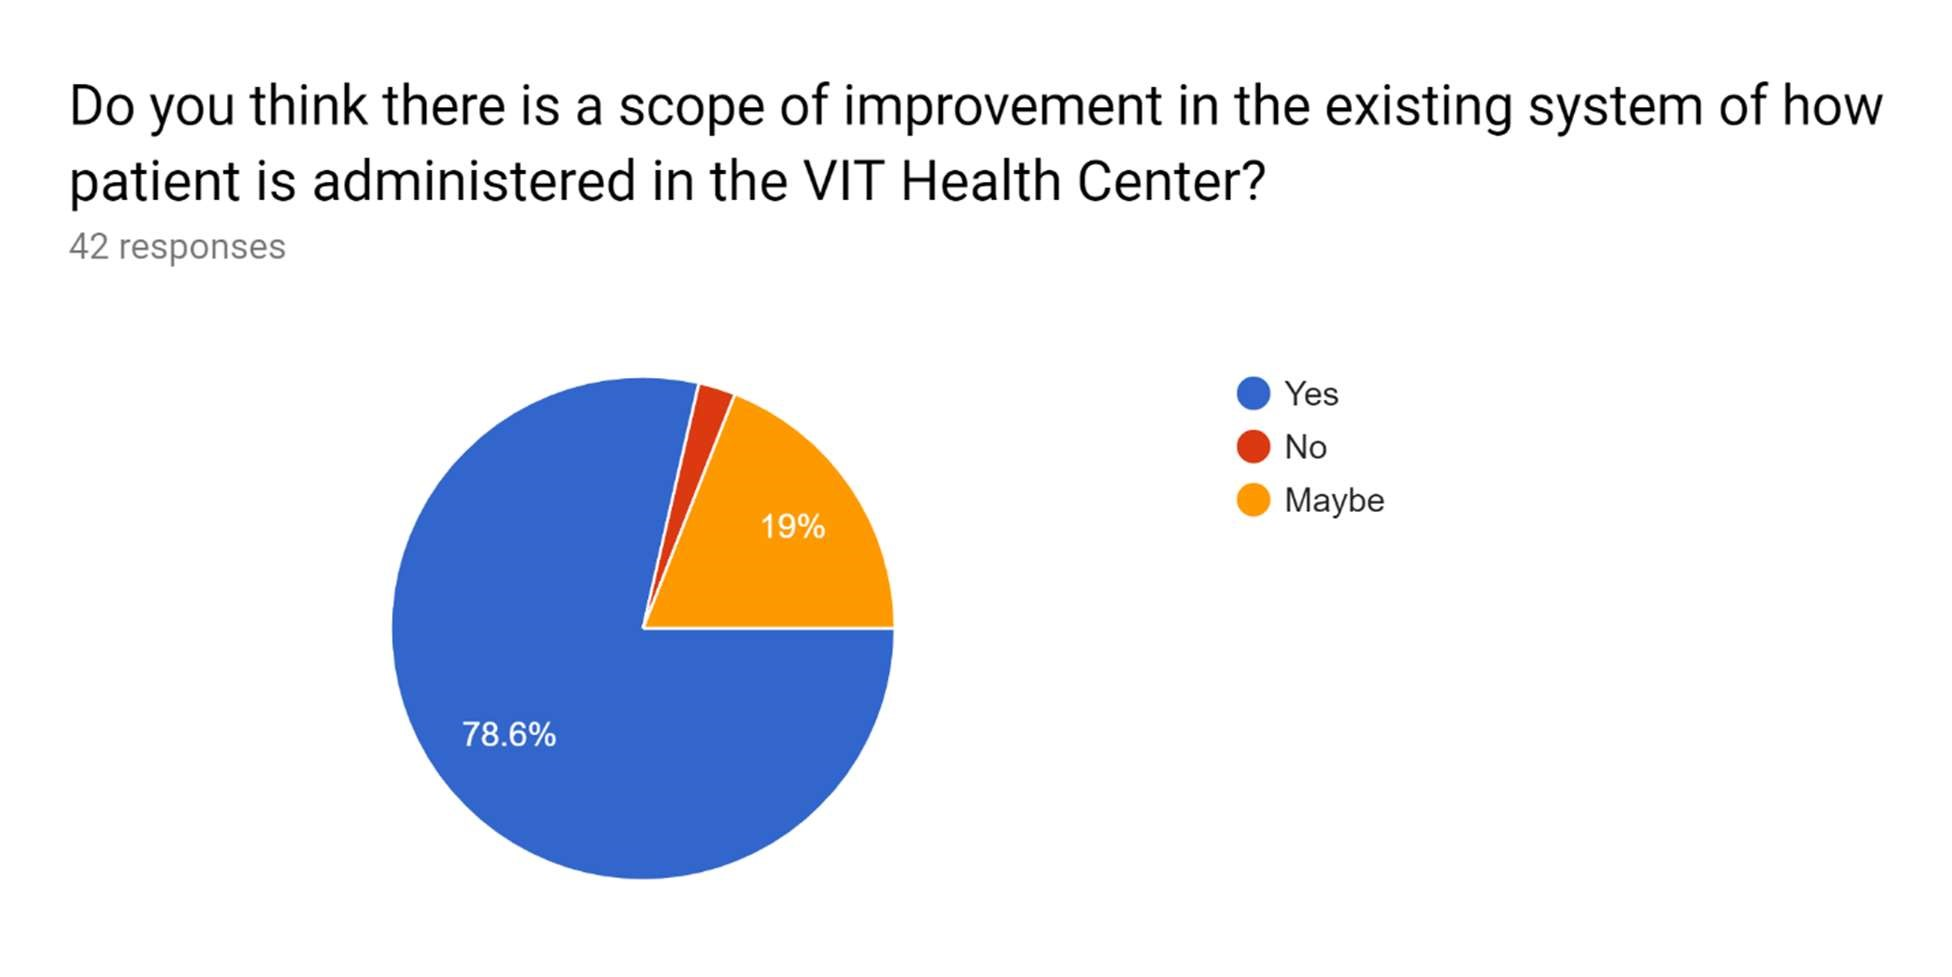 Do you think there is a scope of improvement in the existing system of how
patient is administered in the VIT Health Center?
42 responses
Yes
No
Maybe
19%
78.6%